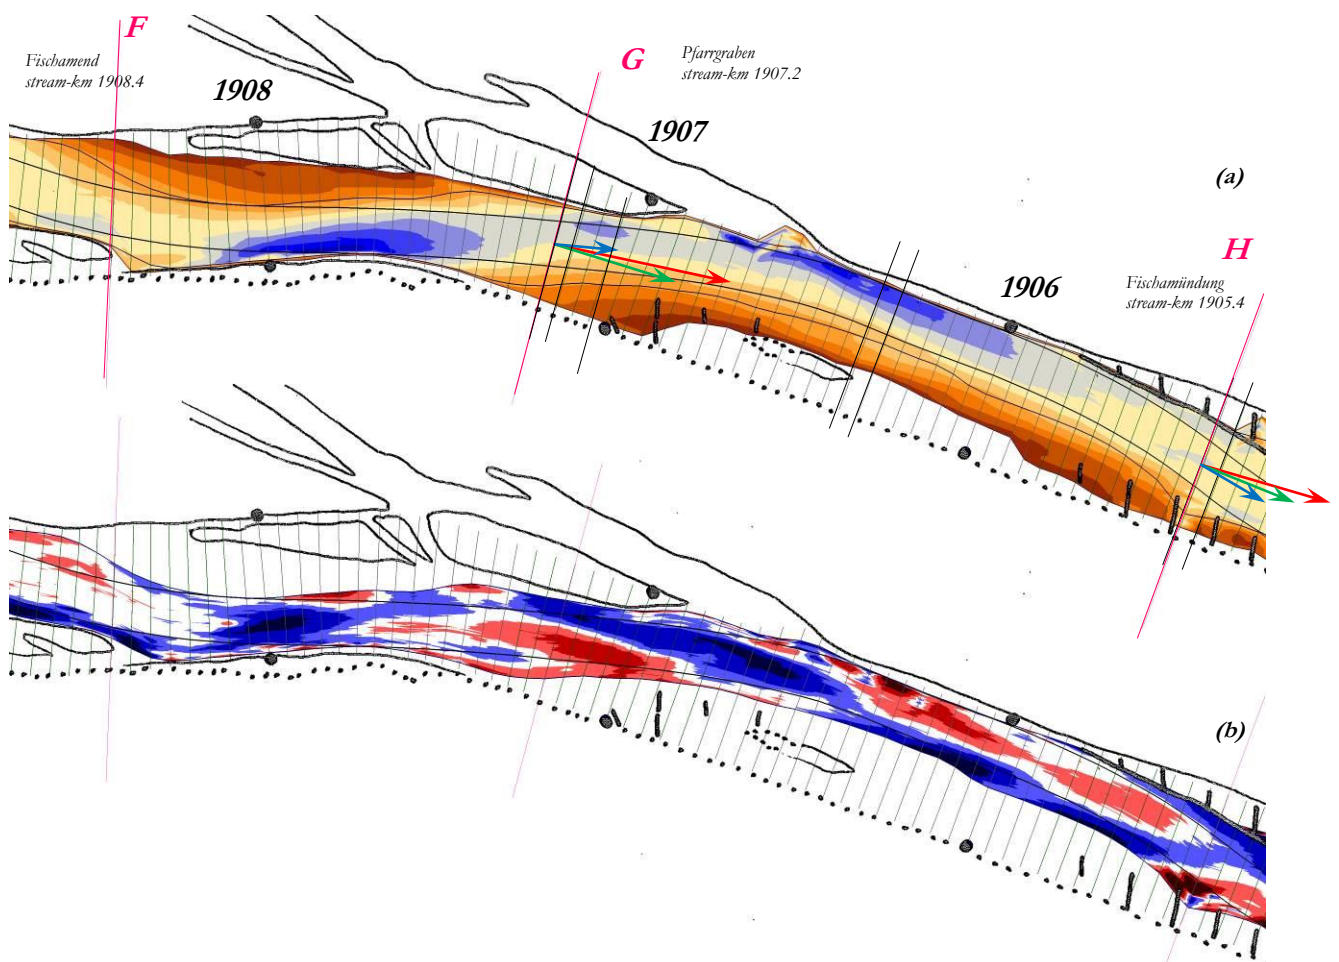 F
Fischamend
stream-km 1908.4
1908
G
Pfarrgraben
stream-km 1907.2
1907
(a)
H
1906
Fischamündung
stream-km 1905.4
(b)